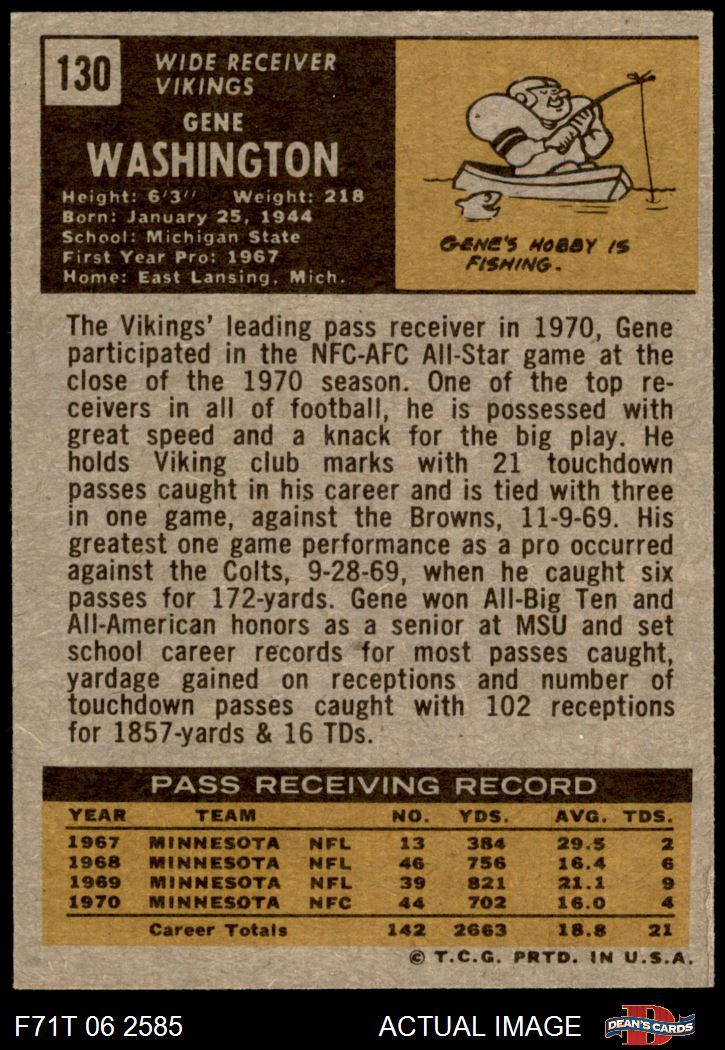 130
WIDE RECEIVER
VIKINGS
GENE
WASHINGTON
Height: 6'3" Weight: 218
Born: January 25, 1944
School: Michigan State
First Year Pro: 1967
Home: East Lansing, Mich.
GENE'S HOBBY IS
FISHING.
The Vikings' leading pass receiver in 1970, Gene
participated in the NFC-AFC All-Star game at the
close of the 1970 season. One of the top re-
ceivers in all of football, he is possessed with
great speed and a knack for the big play. He
holds Viking club marks with 21 touchdown
passes caught in his career and is tied with three
in one game, against the Browns, 11-9-69. His
greatest one game performance as a pro occurred
against the Colts, 9-28-69, when he caught six
passes for 172-yards. Gene won All-Big Ten and
All-American honors as a senior at MSU and set
school career records for most passes caught,
yardage gained on receptions and number of
touchdown passes caught with 102 receptions
for 1857-yards & 16 TDs.
PASS RECEIVING RECORD
YEAR TEAM NO. YDS. AVG. TDS.
1967 MINNESOTA NFL 13 384 29.5 2
1968 MINNESOTA NFL 46 756 16.4 6
1969 MINNESOTA NFL 39 821 21.1 9
1970 MINNESOTA NFC 44 702 16.0 4
Career Totals 142 2663 18.8 21
© T.C.G. PRTD. IN U.S.A.
F71T 06 2585 ACTUAL IMAGE
D
DEAN'S CARDS